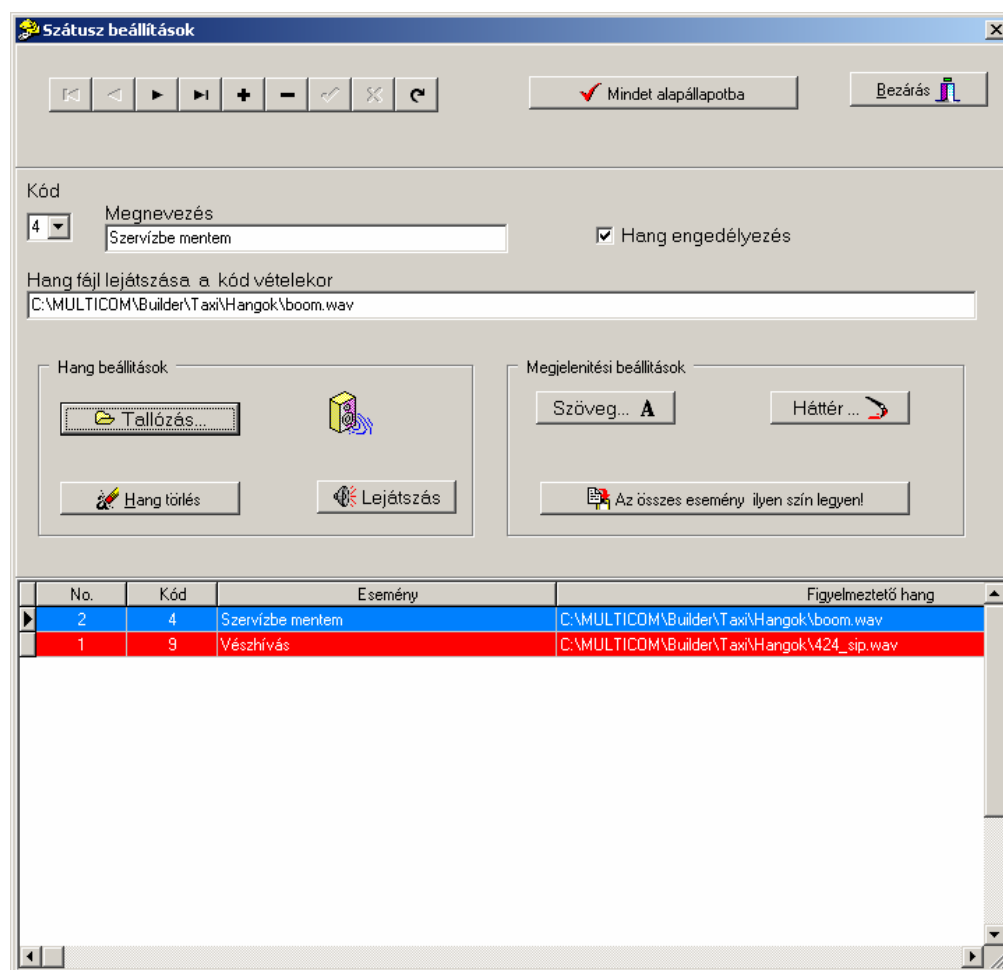 Szátusz beállítások
Mindet alapállapotba
Bezárás
Kód
Megnevezés
4
Szervízbe mentem
Hang engedélyezés
Hang fájl lejátszása a kód vételekor
C:\MULTICOM\Builder\Taxi\Hangok\boom.wav
Hang beállitások
Megjelenitési beállitások
Tallózás...
Szöveg... A
Háttér ...
Hang törlés
Lejátszás
Az összes esemény ilyen szín legyen!
No. Kód Esemény Figyelmeztető hang
2 4 Szervízbe mentem C:\MULTICOM\Builder\Taxi\Hangok\boom.wav
1 9 Vészhívás C:\MULTICOM\Builder\Taxi\Hangok\424_sip.wav